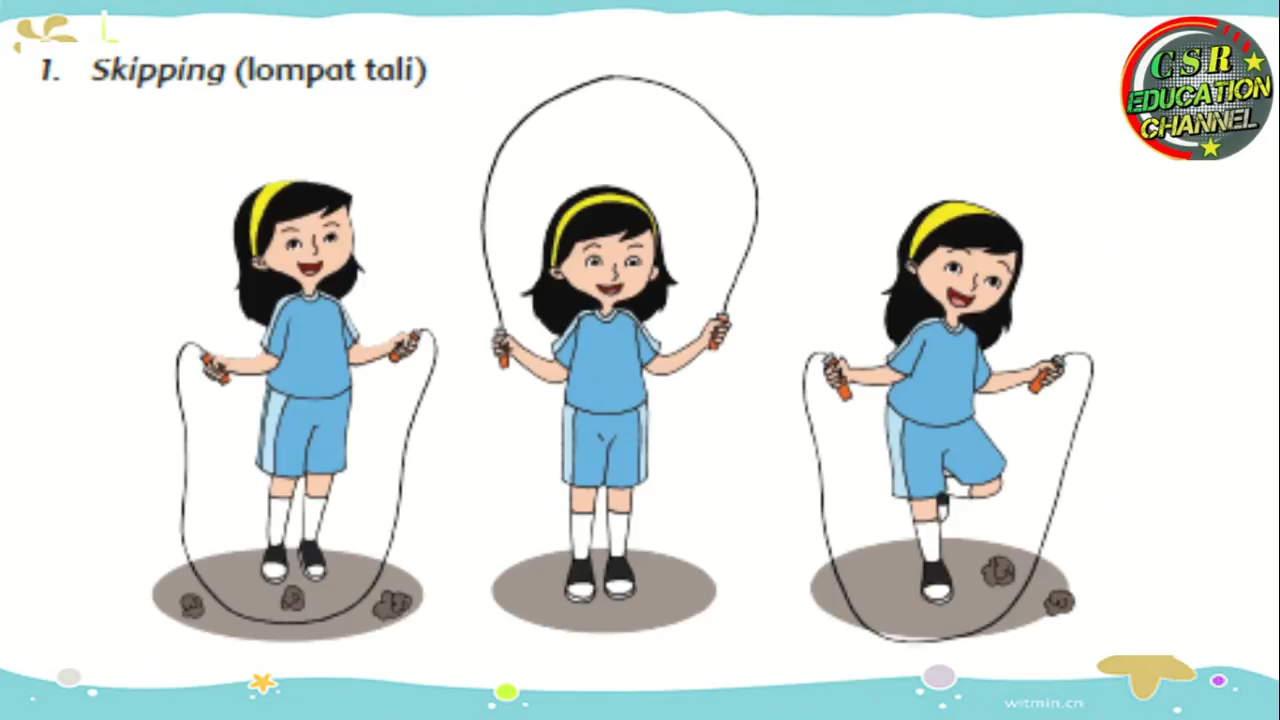 L
1. Skipping (lompat tali)
CSR
EDUCATION
CHANNEL
witmin.cn